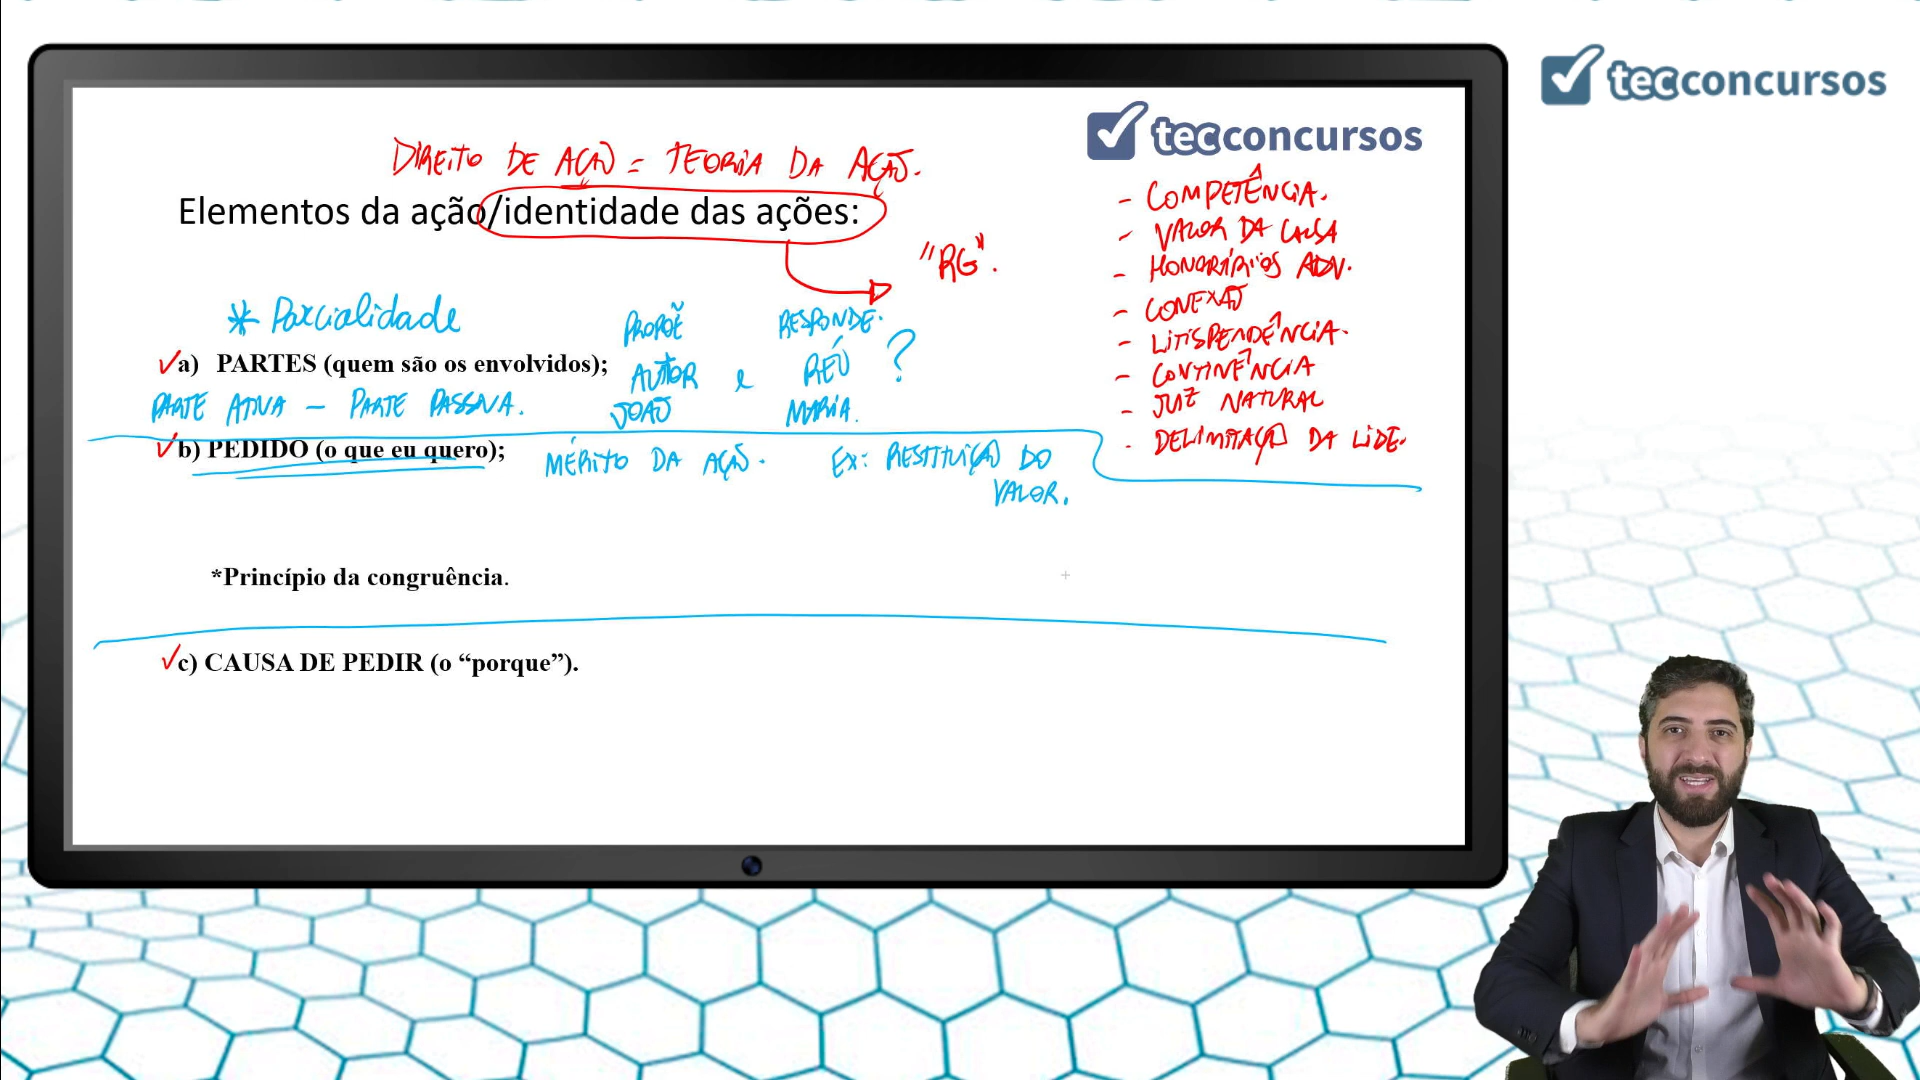 tecconcursos
tecconcursos
DIREITO DE AÇÃO = TEORIA DA AÇÃO.
Elementos da ação/identidade das ações:
"RG".
- COMPETÊNCIA.
- VALOR DA CAUSA
- HONORÁRIOS ADV.
- CONEXÃO
- LITISPENDÊNCIA.
- CONTINÊNCIA
- JUIZ NATURAL
- DELIMITAÇÃO DA LIDE.
* Parcialidade
PROPÕE RESPONDE.
a) PARTES (quem são os envolvidos);
AUTOR e RÉU ?
PARTE ATIVA - PARTE PASSIVA.
JOÃO MARIA.
b) PEDIDO (o que eu quero);
MÉRITO DA AÇÃO. EX: RESTITUIÇÃO DO
VALOR.
*Princípio da congruência.
c) CAUSA DE PEDIR (o “porque”).